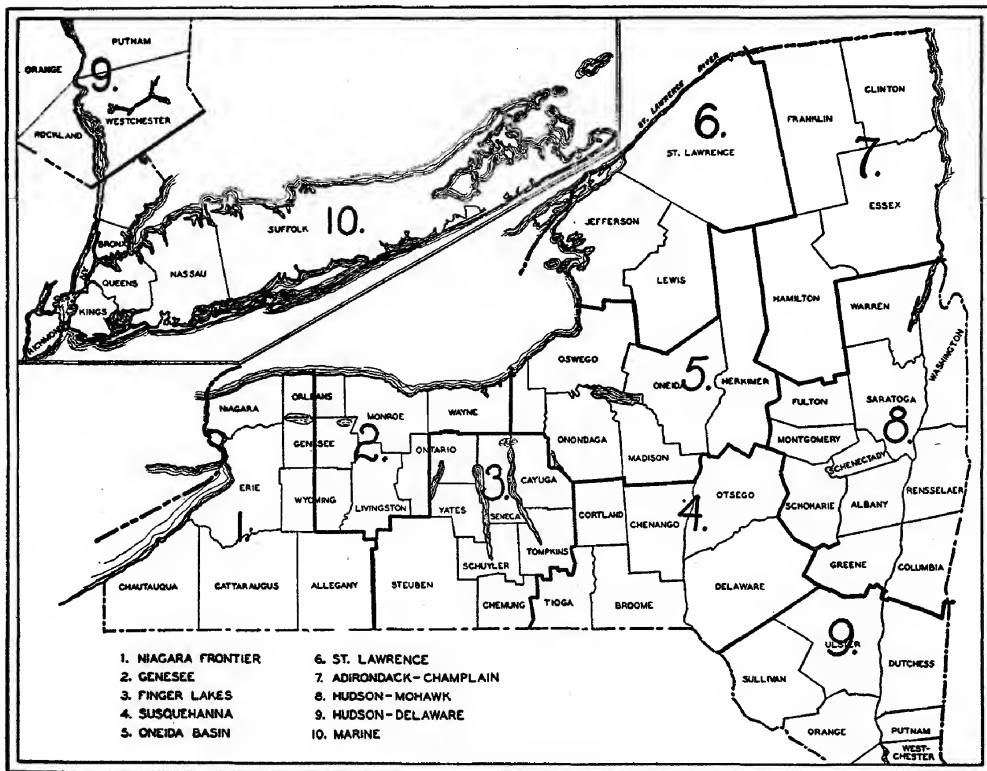 PUTNAM
ORANGE
9.
WESTCHESTER
ROCKLAND
10.
SUFFOLK
BRONX
NY
QUEENS
NASSAU
KINGS
RICHMOND
ST. LAWRENCE RIVER
6.
ST. LAWRENCE
FRANKLIN
CLINTON
7.
ESSEX
JEFFERSON
LEWIS
HAMILTON
WARREN
WASHINGTON
OSWEGO
5.
ONEIDA
HERKIMER
FULTON
SARATOGA
8.
NIAGARA
ORLEANS
MONROE
WAYNE
GENESEE
2.
ONTARIO
ONONDAGA
MADISON
MONTGOMERY
SCHENECTADY
ERIE
WYOMING
LIVINGSTON
3.
YATES
SENECA
CAYUGA
CORTLAND
CHENANGO
4.
OTSEGO
SCHOHARIE
ALBANY
RENSSELAER
1.
TOMPKINS
SCHUYLER
CHAUTAUQUA
CATTARAUGUS
ALLEGANY
STEUBEN
CHEMUNG
TIOGA
BROOME
DELAWARE
GREENE
COLUMBIA
9.
ULSTER
SULLIVAN
DUTCHESS
ORANGE
PUTNAM
WEST-
CHESTER
1. NIAGARA FRONTIER
2. GENESEE
3. FINGER LAKES
4. SUSQUEHANNA
5. ONEIDA BASIN
6. ST. LAWRENCE
7. ADIRONDACK-CHAMPLAIN
8. HUDSON-MOHAWK
9. HUDSON-DELAWARE
10. MARINE